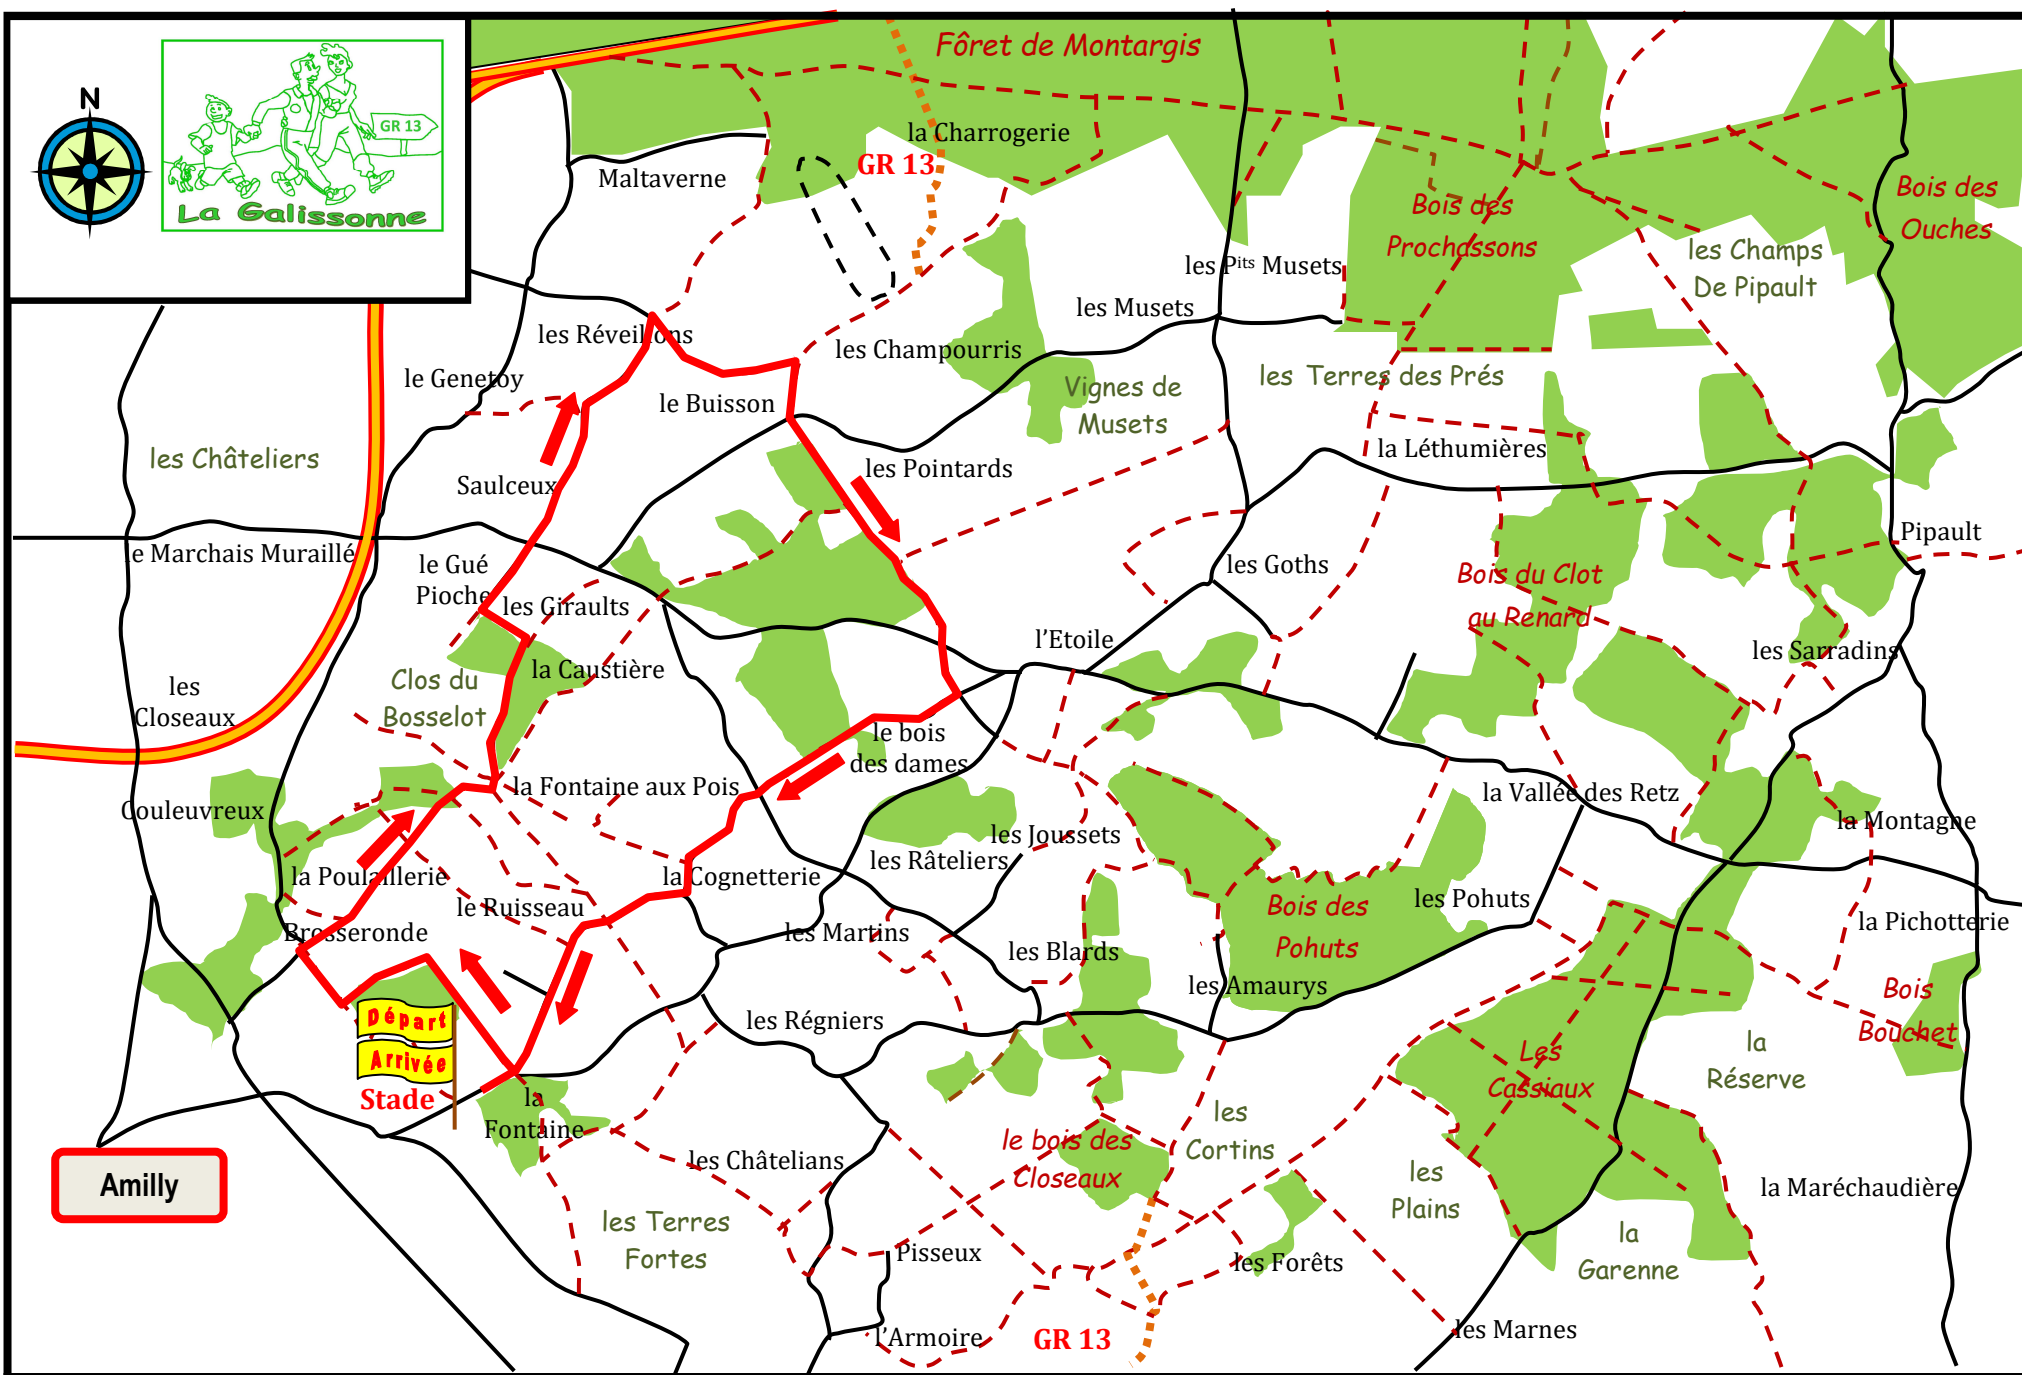 N
GR 13
La Galissonne
Fôret de Montargis
la Charrogerie
GR 13
Maltaverne
Bois des
Prochassons
Bois des
Ouches
les Champs
De Pipault
les Pits Musets
les Musets
les Réveillons
les Champourris
le Genetoy
le Buisson
Vignes de
Musets
les Terres des Prés
les Châteliers
Saulceux
les Pointards
la Léthumières
le Marchais Muraillé
le Gué
Pioche
les Giraults
les Goths
Bois du Clot
au Renard
Pipault
l'Etoile
la Caustière
les Sarradins
les
Closeaux
Clos du
Bosselot
le bois
des dames
Couleuvreux
la Fontaine aux Pois
la Vallée des Retz
les Joussets
la Montagne
les Râteliers
la Poulaillerie
la Cognetterie
le Ruisseau
Brosseronde
les Martins
les Blards
Bois des
Pohuts
les Pohuts
la Pichotterie
les Amaurys
Bois
Bouchet
Départ
Arrivée
Stade
les Régniers
Les
Cassiaux
la
Réserve
la
Fontaine
le bois des
Closeaux
les
Cortins
les Châtelians
les
Plains
la Maréchaudière
Amilly
les Terres
Fortes
Pisseux
les Forêts
la
Garenne
l'Armoire
GR 13
les Marnes